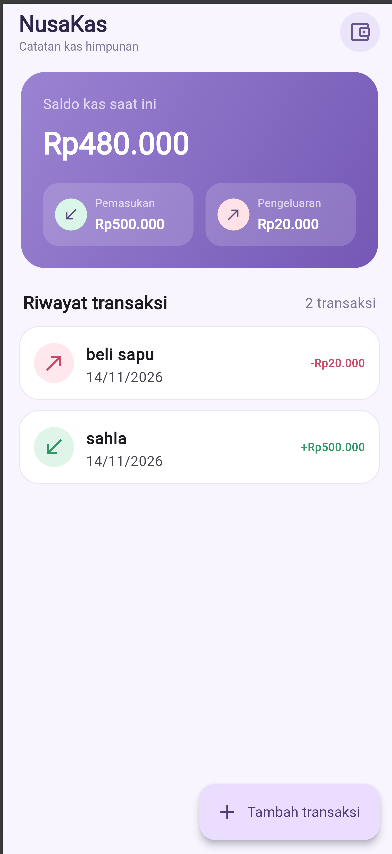 NusaKas
Catatan kas himpunan
Saldo kas saat ini
Rp480.000
Pemasukan
Rp500.000
Pengeluaran
Rp20.000
Riwayat transaksi
2 transaksi
beli sapu
14/11/2026
-Rp20.000
sahla
14/11/2026
+Rp500.000
Tambah transaksi